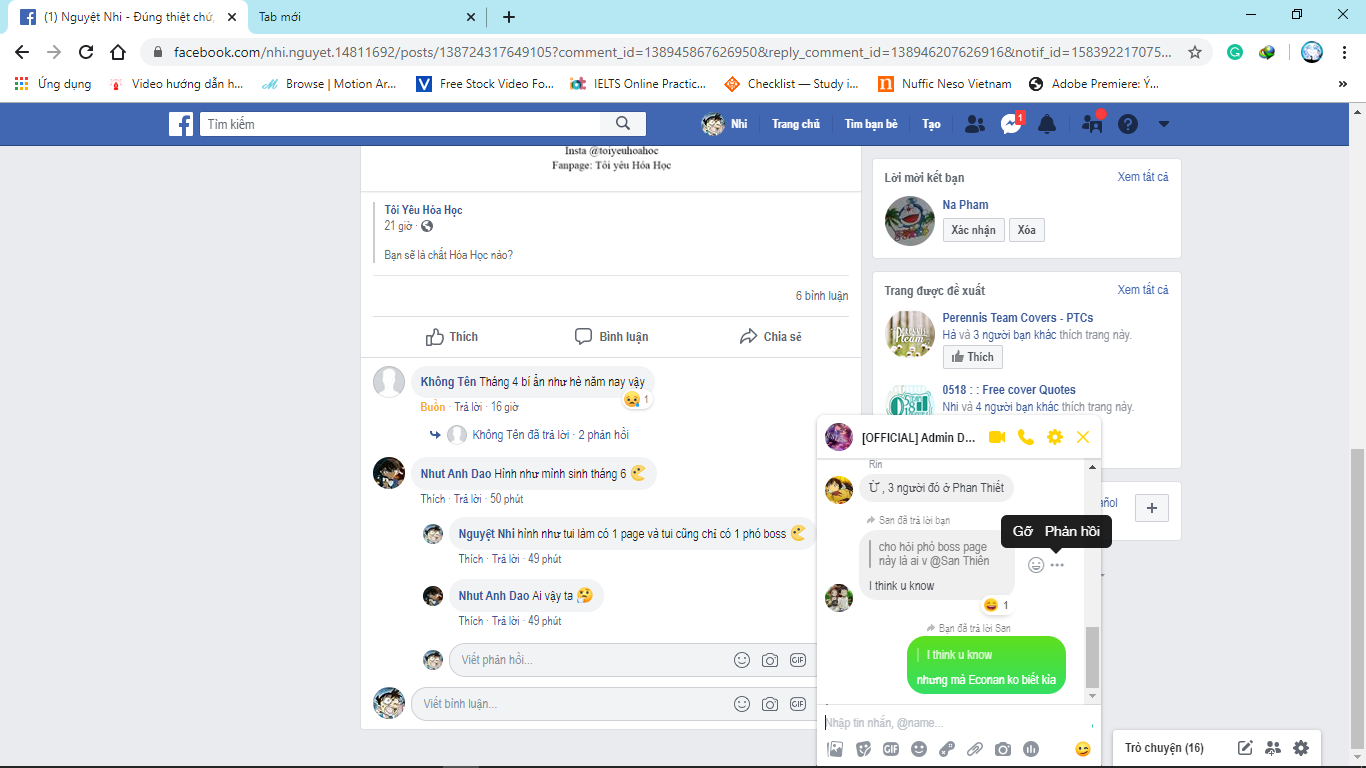 (1) Nguyệt Nhi - Đúng thiệt chứ,
Tab mới
facebook.com/nhi.nguyet.14811692/posts/138724317649105?comment_id=138945867626950&reply_comment_id=138946207626916&notif_id=158392217075...
Ứng dụng
Video hướng dẫn h...
Browse | Motion Ar...
Free Stock Video Fo...
IELTS Online Practic...
Checklist — Study i...
Nuffic Neso Vietnam
Adobe Premiere: Ý...
Tìm kiếm
Nhi
Trang chủ
Tìm bạn bè
Tạo
1
Insta @toiyeuhoahoc
Fanpage: Tôi yêu Hóa Học
Tôi Yêu Hóa Học
21 giờ ·
Bạn sẽ là chất Hóa Học nào?
6 bình luận
Thích
Bình luận
Chia sẻ
Không Tên Tháng 4 bí ẩn như hè năm nay vậy
1
Buồn · Trả lời · 16 giờ
Không Tên đã trả lời · 2 phản hồi
Nhut Anh Dao Hình như mình sinh tháng 6
Thích · Trả lời · 50 phút
Nguyệt Nhi hình như tui làm có 1 page và tui cũng chỉ có 1 phó boss
Thích · Trả lời · 49 phút
Nhut Anh Dao Ai vậy ta
Thích · Trả lời · 49 phút
Viết phản hồi...
GIF
Viết bình luận...
GIF
Lời mời kết bạn
Xem tất cả
Na Pham
Xác nhận
Xóa
Trang được đề xuất
Xem tất cả
Perennis Team Covers - PTCs
Hà và 3 người bạn khác thích trang này.
Thích
0518 : : Free cover Quotes
Nhi và 4 người bạn khác thích trang này.
añol
[OFFICIAL] Admin D...
Rin
Ừ , 3 người đó ở Phan Thiết
San đã trả lời bạn
cho hỏi phó boss page
này là ai v @San Thiên
I think u know
1
Gỡ
Phản hồi
Bạn đã trả lời San
I think u know
nhưng mà Econan ko biết kìa
Nhập tin nhắn, @name...
GIF
Trò chuyện (16)